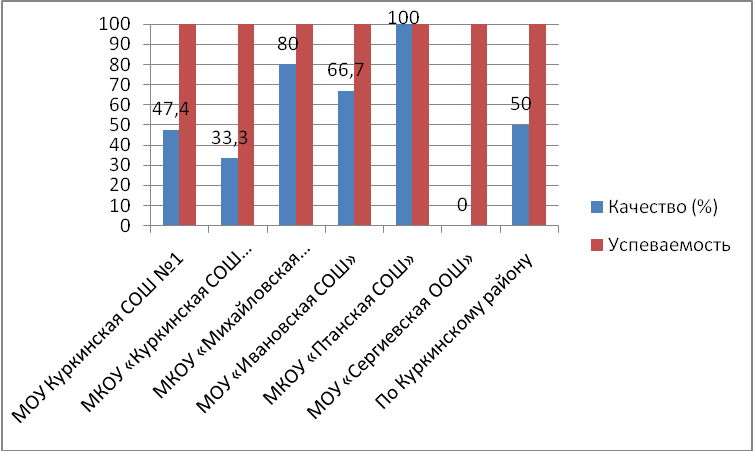 100
90
80
70
60
50
40
30
20
10
0
47,4
33,3
80
66,7
100
0
50
МОУ Куркинская СОШ №1
МКОУ «Куркинская СОШ...
МКОУ «Михайловская...
МОУ «Ивановская СОШ»
МКОУ «Птанская СОШ»
МОУ «Сергиевская ООШ»
По Куркинскому району
Качество (%)
Успеваемость